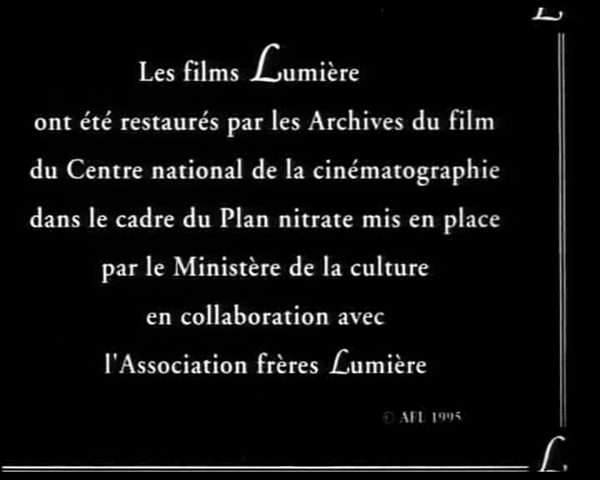 L
Les films Lumière
ont été restaurés par les Archives du film
du Centre national de la cinématographie
dans le cadre du Plan nitrate mis en place
par le Ministère de la culture
en collaboration avec
l'Association frères Lumière
© AFL 1995
L